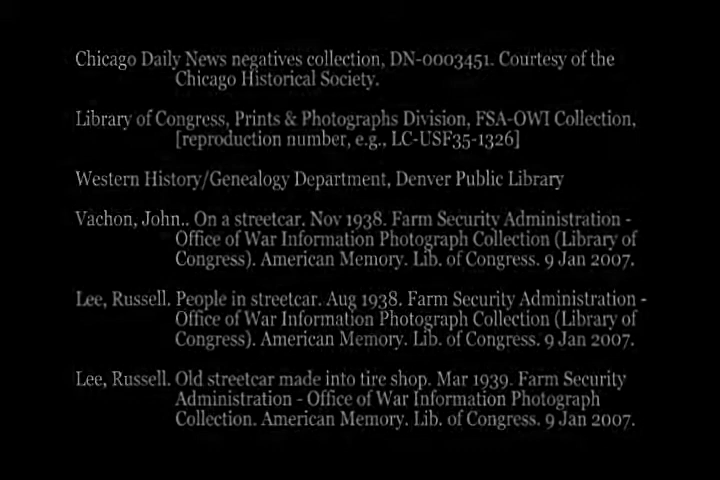 Chicago Daily News negatives collection, DN-0003451. Courtesy of the
Chicago Historical Society.
Library of Congress, Prints & Photographs Division, FSA-OWI Collection,
[reproduction number, e.g., LC-USF35-1326]
Western History/Genealogy Department, Denver Public Library
Vachon, John.. On a streetcar. Nov 1938. Farm Security Administration -
Office of War Information Photograph Collection (Library of
Congress). American Memory. Lib. of Congress. 9 Jan 2007.
Lee, Russell. People in streetcar. Aug 1938. Farm Security Administration -
Office of War Information Photograph Collection (Library of
Congress). American Memory. Lib. of Congress. 9 Jan 2007.
Lee, Russell. Old streetcar made into tire shop. Mar 1939. Farm Security
Administration - Office of War Information Photograph
Collection. American Memory. Lib. of Congress. 9 Jan 2007.